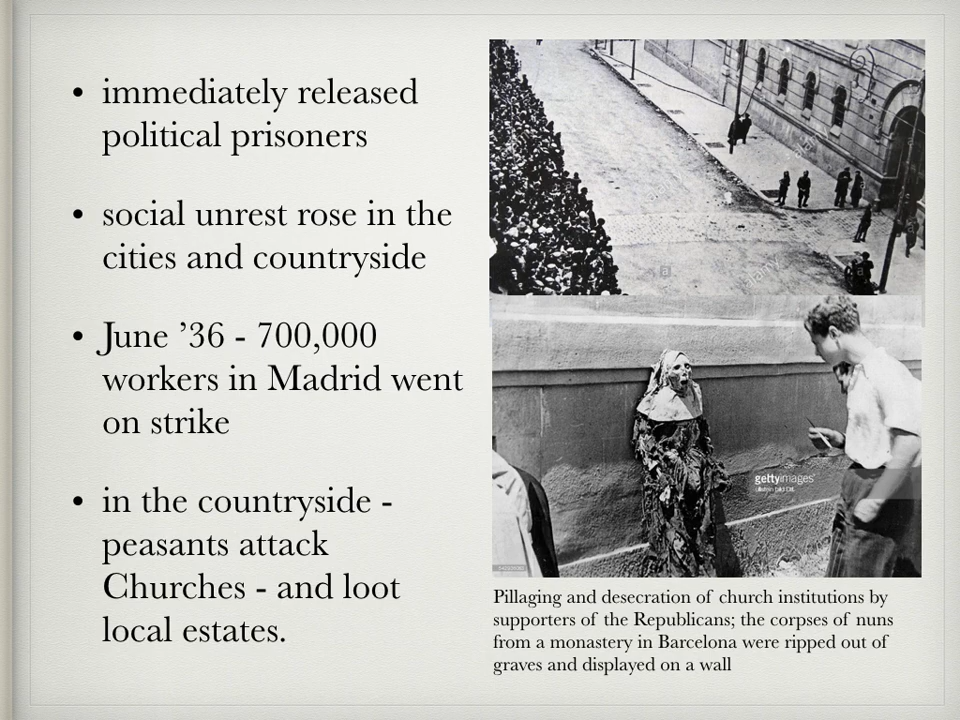 • immediately released
political prisoners
• social unrest rose in the
cities and countryside
• June ’36 - 700,000
workers in Madrid went
on strike
• in the countryside -
peasants attack
Churches - and loot
local estates.
a
a
gettyimages
ullstein bild Dtl.
Pillaging and desecration of church institutions by
supporters of the Republicans; the corpses of nuns
from a monastery in Barcelona were ripped out of
graves and displayed on a wall